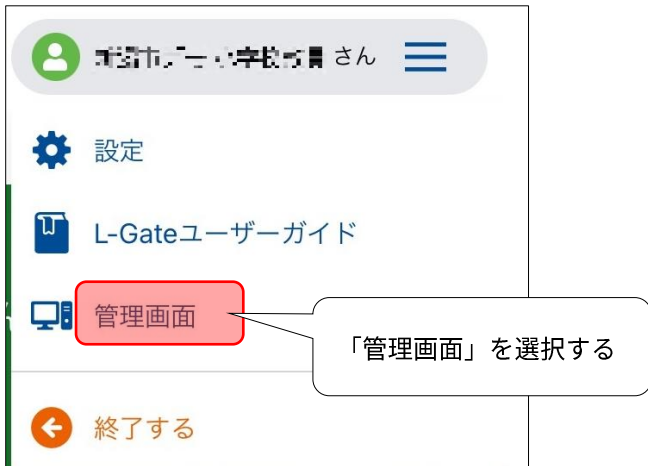 さん
設定
L-Gateユーザーガイド
管理画面
「管理画面」を選択する
終了する